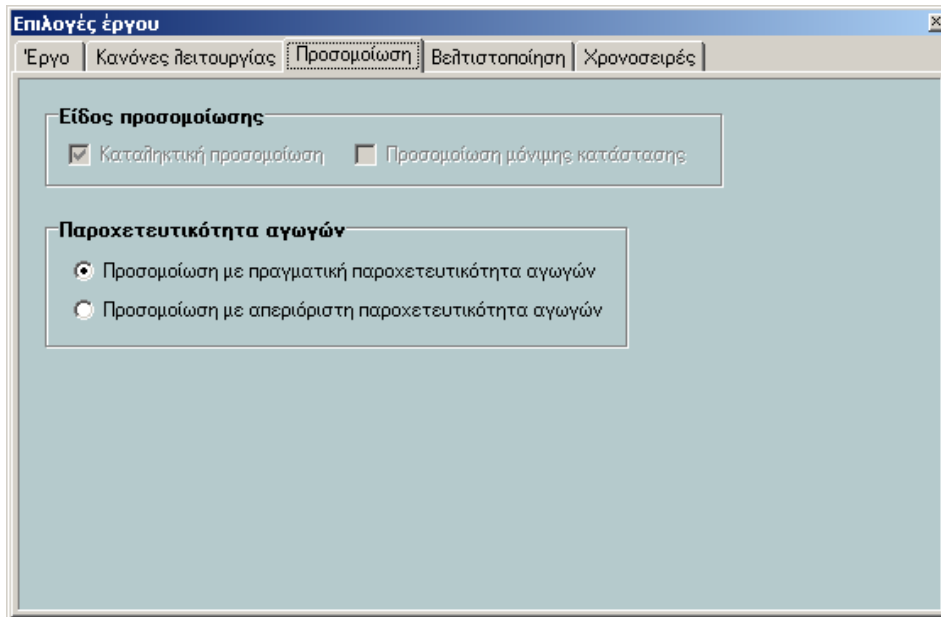 Επιλογές έργου
Έργο Κανόνες λειτουργίας Προσομοίωση Βελτιστοποίηση Χρονοσειρές
Είδος προσομοίωσης
Καταληκτική προσομοίωση Προσομοίωση μόνιμης κατάστασης
Παροχετευτικότητα αγωγών
Προσομοίωση με πραγματική παροχετευτικότητα αγωγών
Προσομοίωση με απεριόριστη παροχετευτικότητα αγωγών